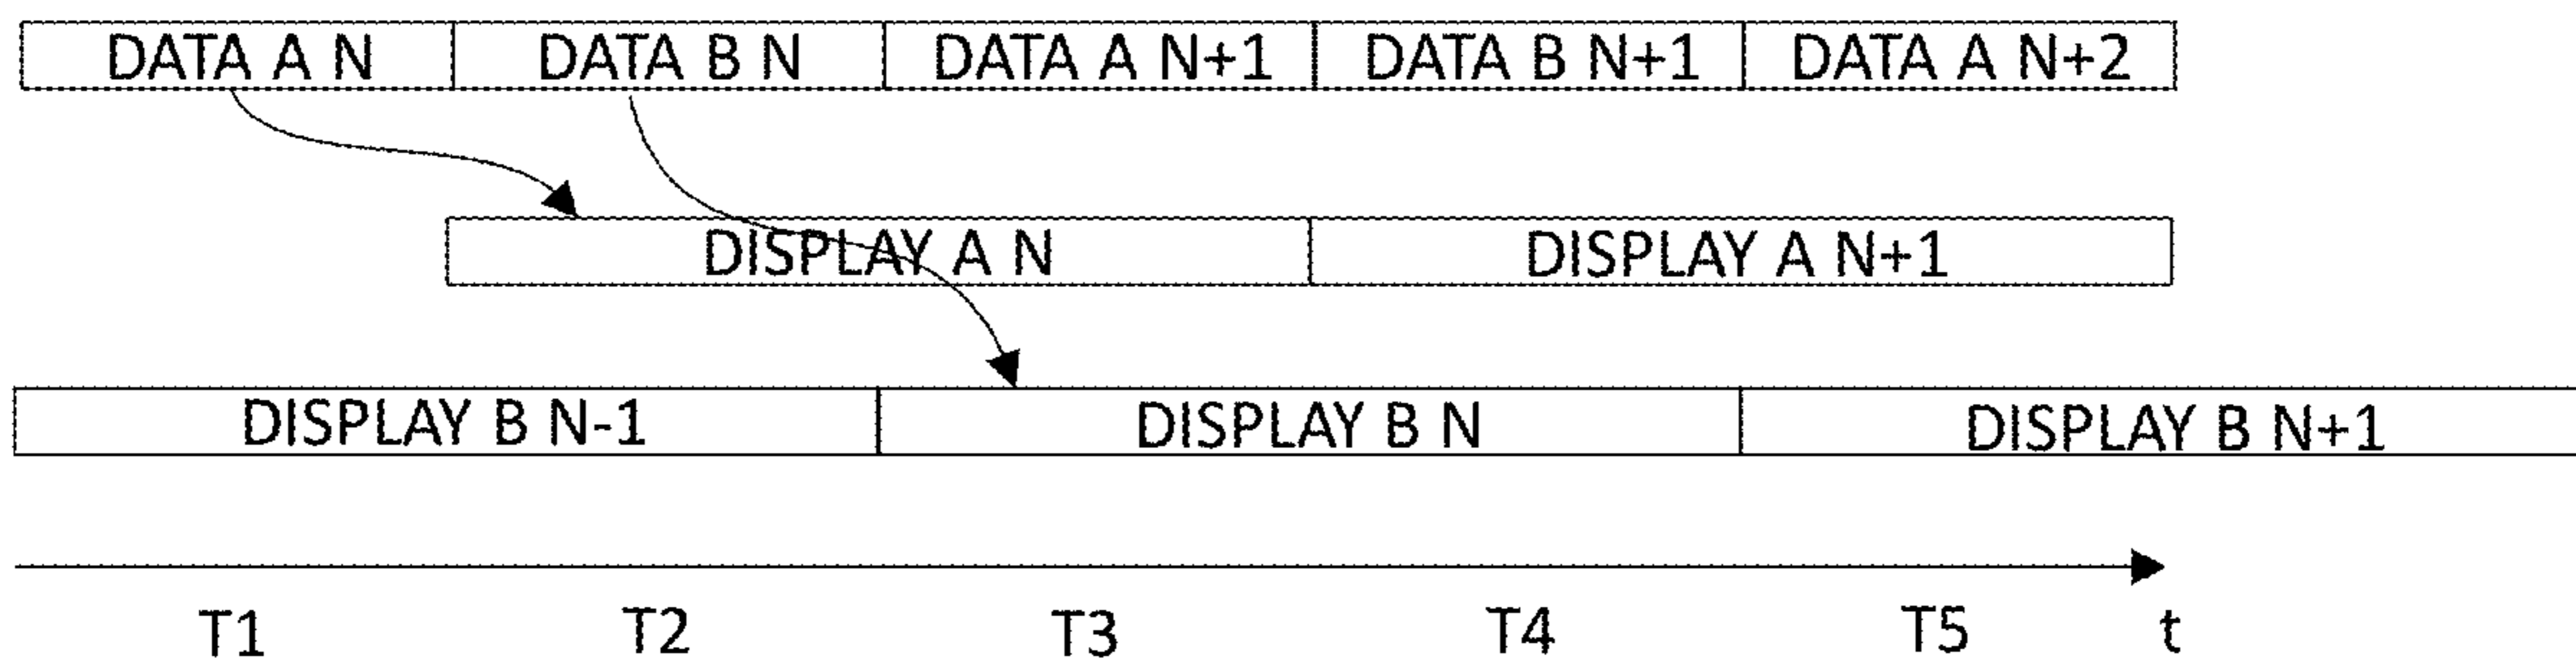 DATA A N DATA B N DATA A N+1 DATA B N+1 DATA A N+2
DISPLAY A N DISPLAY A N+1
DISPLAY B N-1 DISPLAY B N DISPLAY B N+1
T1 T2 T3 T4 T5 t